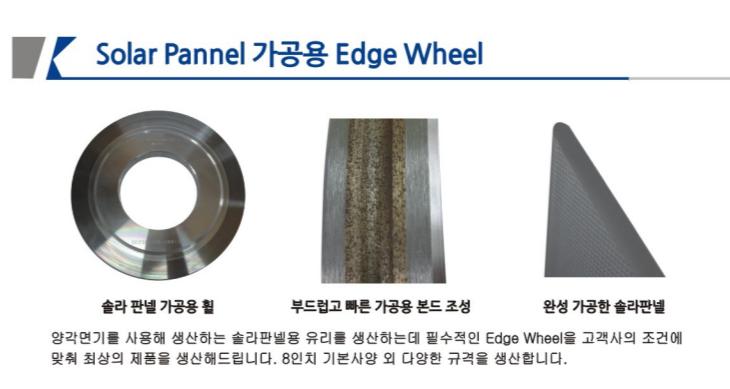 Solar Pannel 가공용 Edge Wheel
솔라 판넬 가공용 휠
부드럽고 빠른 가공용 본드 조성
완성 가공한 솔라판넬
양각면기를 사용해 생산하는 솔라판넬용 유리를 생산하는데 필수적인 Edge Wheel을 고객사의 조건에
맞춰 최상의 제품을 생산해드립니다. 8인치 기본사양 외 다양한 규격을 생산합니다.